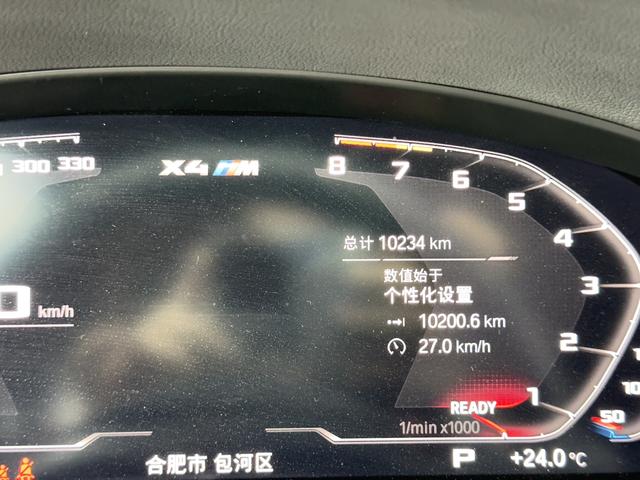 300 330
X4 M
8
7
6
5
4
3
2
1
总计 10234 km
数值始于
个性化设置
10200.6 km
27.0 km/h
0 km/h
READY
1/min x1000
50
合肥市 包河区
P
+24.0°C